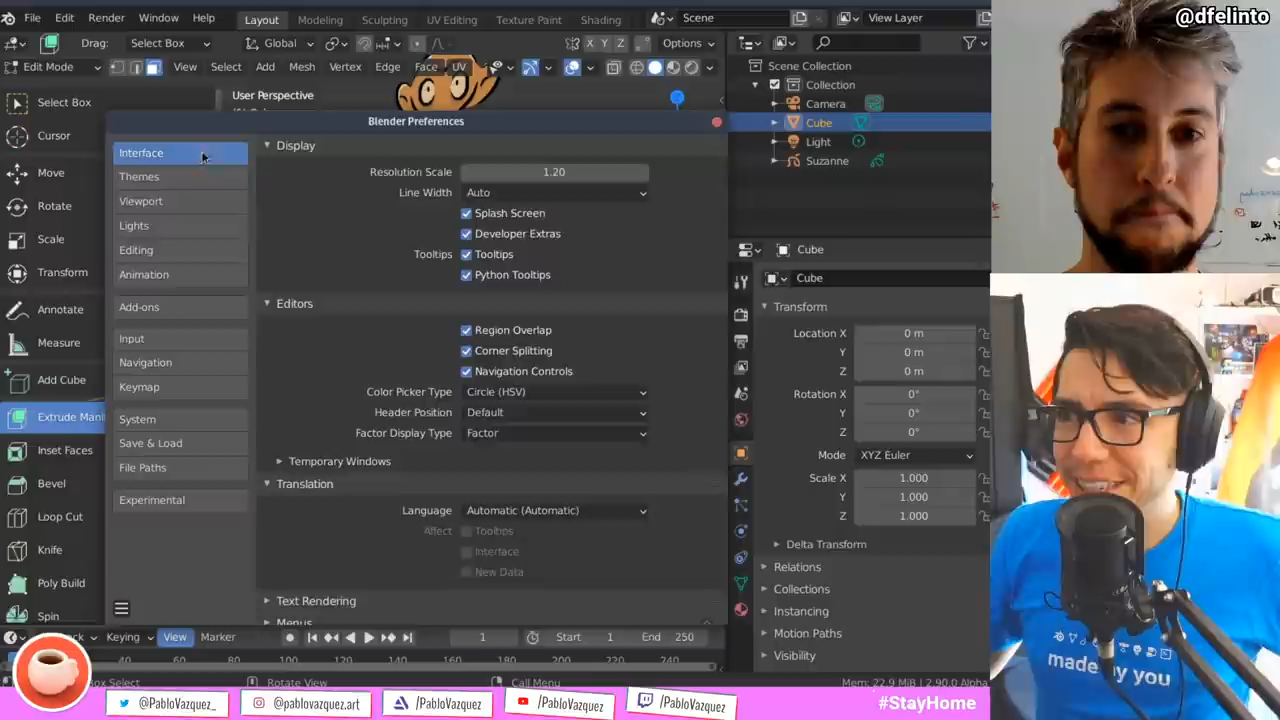 File Edit Render Window Help Layout Modeling Sculpting UV Editing Texture Paint Shading Scene View Layer
@dfelinto
Drag: Select Box Global X Y Z Options
Edit Mode View Select Add Mesh Vertex Edge Face UV
Select Box
Cursor
Move
Rotate
Scale
Transform
Annotate
Measure
Add Cube
Extrude Mani
Inset Faces
Bevel
Loop Cut
Knife
Poly Build
Spin
User Perspective
Blender Preferences
Interface
Themes
Viewport
Lights
Editing
Animation
Add-ons
Input
Navigation
Keymap
System
Save & Load
File Paths
Experimental
Display
Resolution Scale 1.20
Line Width Auto
Splash Screen
Developer Extras
Tooltips Tooltips
Python Tooltips
Editors
Region Overlap
Corner Splitting
Navigation Controls
Color Picker Type Circle (HSV)
Header Position Default
Factor Display Type Factor
Temporary Windows
Translation
Language Automatic (Automatic)
Affect Tooltips
Interface
New Data
Text Rendering
Menus
Scene Collection
Collection
Camera
Cube
Light
Suzanne
Cube
Cube
Transform
Location X 0 m
Y 0 m
Z 0 m
Rotation X 0°
Y 0°
Z 0°
Mode XYZ Euler
Scale X 1.000
Y 1.000
Z 1.000
Delta Transform
Relations
Collections
Instancing
Motion Paths
Visibility
Keying View Marker 1 Start 1 End 250
40 60 80 100 120 140 160 180 200 220 240
Box Select Rotate View Call Menu Mem: 22.9 MiB | 2.90.0 Alpha
made by you
@PabloVazquez_ @pablovazquez.art /PabloVazquez /PabloVazquez /PabloVazquez #StayHome